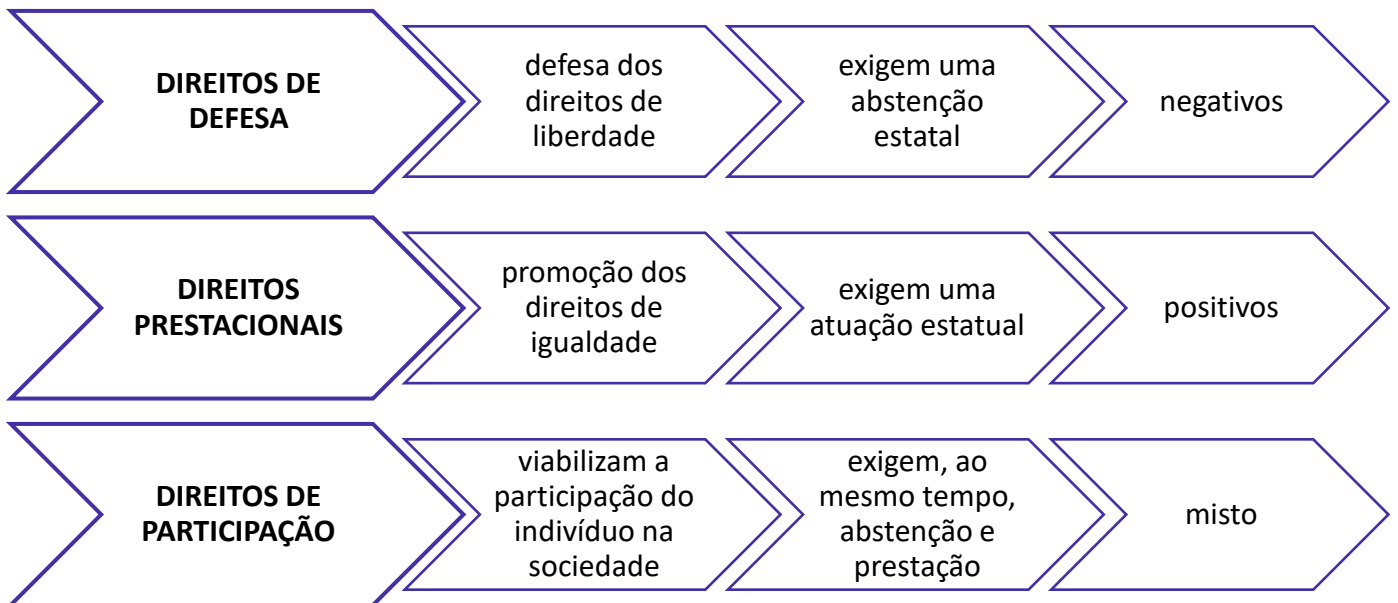 DIREITOS DE
DEFESA
defesa dos
direitos de
liberdade
exigem uma
abstenção
estatal
negativos
DIREITOS
PRESTACIONAIS
promoção dos
direitos de
igualdade
exigem uma
atuação estatual
positivos
DIREITOS DE
PARTICIPAÇÃO
viabilizam a
participação do
indivíduo na
sociedade
exigem, ao
mesmo tempo,
abstenção e
prestação
misto